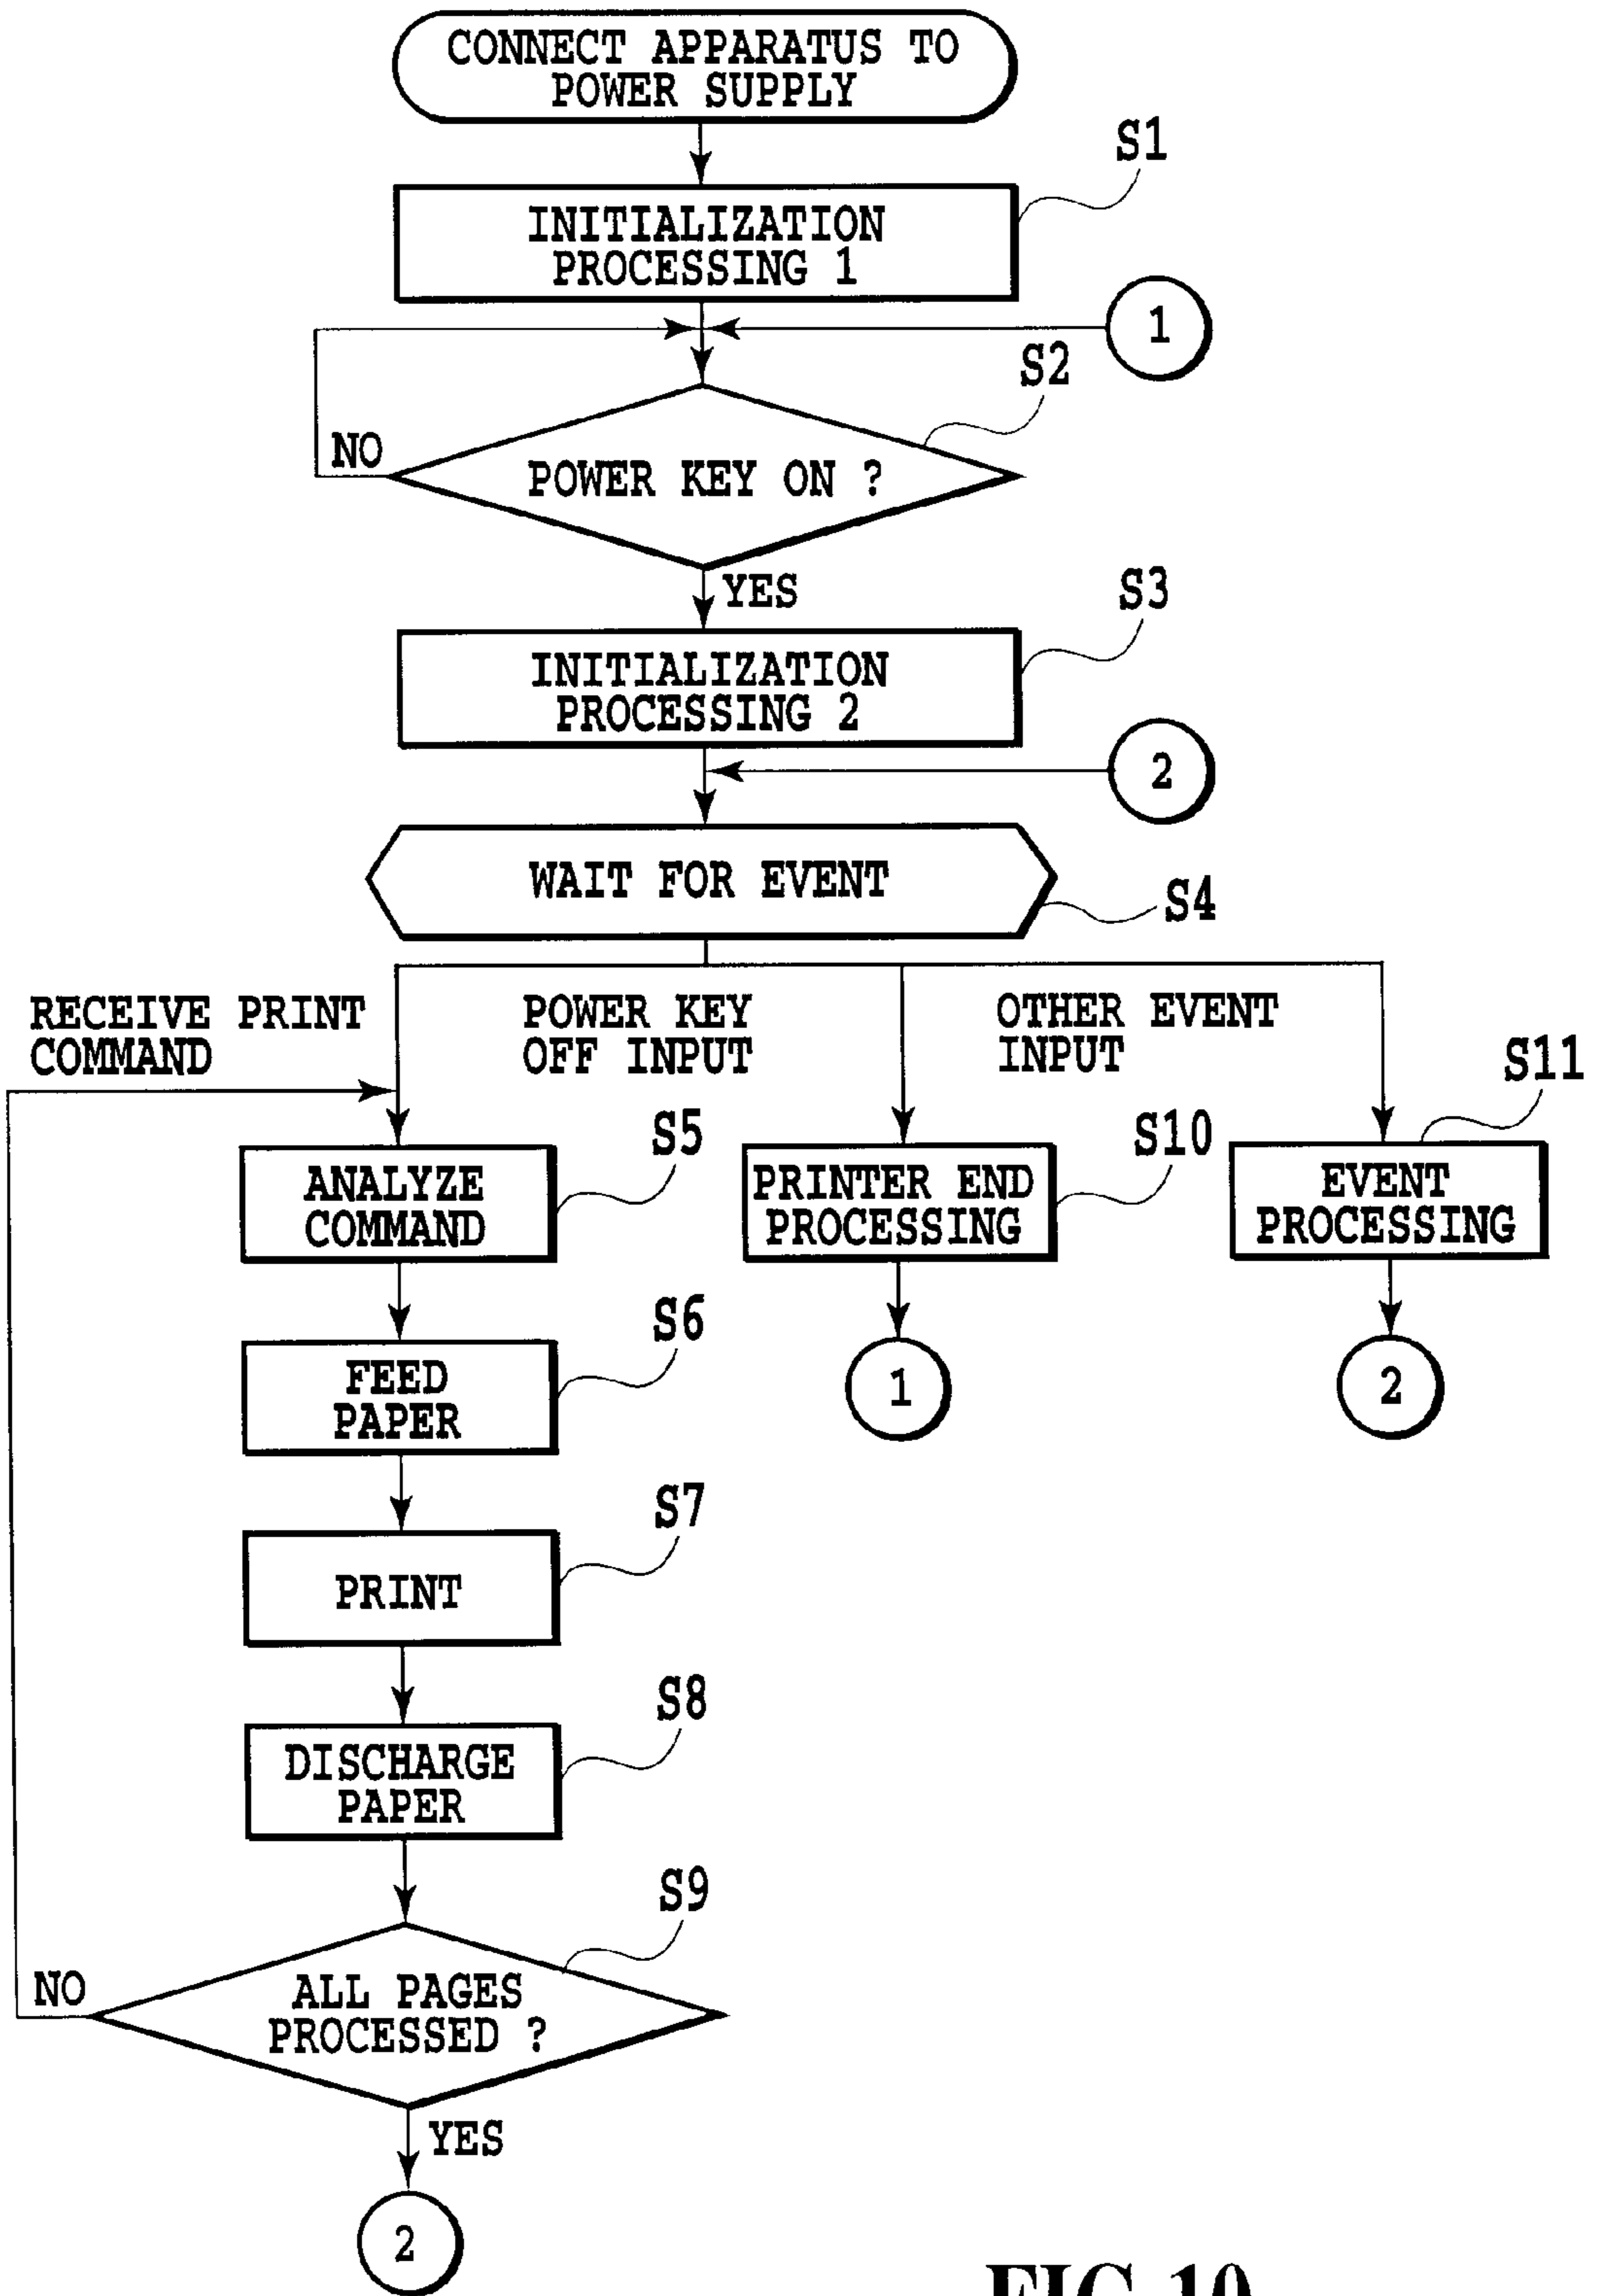 CONNECT APPARATUS TO
POWER SUPPLY
S1
INITIALIZATION
PROCESSING 1
1
S2
NO
POWER KEY ON ?
YES
S3
INITIALIZATION
PROCESSING 2
2
WAIT FOR EVENT
S4
RECEIVE PRINT
COMMAND
POWER KEY
OFF INPUT
OTHER EVENT
INPUT
S5
ANALYZE
COMMAND
S10
PRINTER END
PROCESSING
S11
EVENT
PROCESSING
S6
FEED
PAPER
1
2
S7
PRINT
S8
DISCHARGE
PAPER
S9
NO
ALL PAGES
PROCESSED ?
YES
2
FIG.10